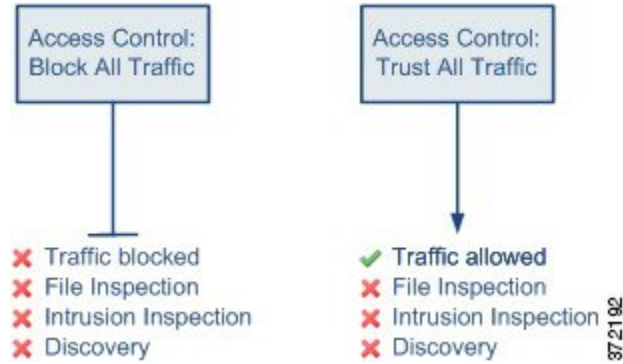 Access Control:
Block All Traffic
Traffic blocked
File Inspection
Intrusion Inspection
Discovery
Access Control:
Trust All Traffic
Traffic allowed
File Inspection
Intrusion Inspection
Discovery
372192